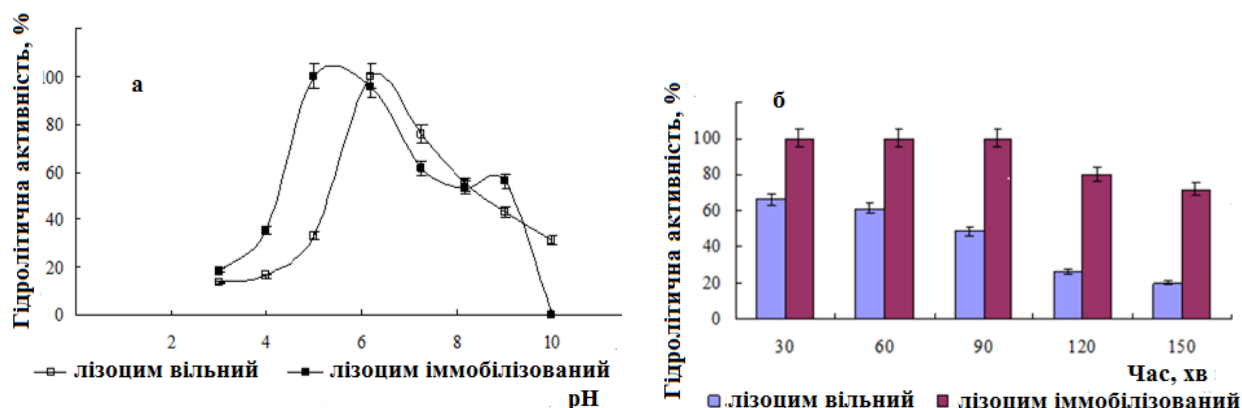 Гідролітична активність, %
а
100
80
60
40
20
0
2 4 6 8 10
лізоцим вільний лізоцим іммобілізований
рН
Гідролітична активність, %
б
100
80
60
40
20
0
30 60 90 120 150
Час, хв
лізоцим вільний лізоцим іммобілізований